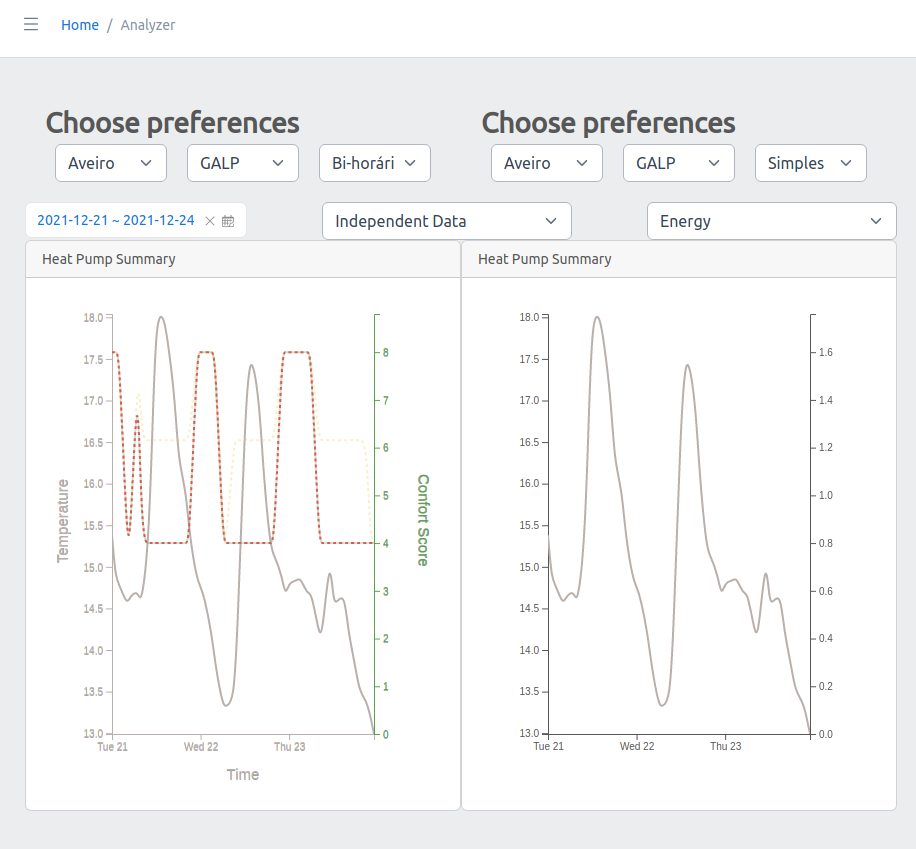 Home / Analyzer
Choose preferences
Choose preferences
Aveiro GALP Bi-horári
Aveiro GALP Simples
2021-12-21 ~ 2021-12-24
Independent Data
Energy
Heat Pump Summary
18.0
17.5
17.0
16.5
16.0
15.5
15.0
14.5
14.0
13.5
13.0
Temperature
8
7
6
5
4
3
2
1
0
Confort Score
Tue 21 Wed 22 Thu 23
Time
Heat Pump Summary
18.0
17.5
17.0
16.5
16.0
15.5
15.0
14.5
14.0
13.5
13.0
1.6
1.4
1.2
1.0
0.8
0.6
0.4
0.2
0.0
Tue 21 Wed 22 Thu 23